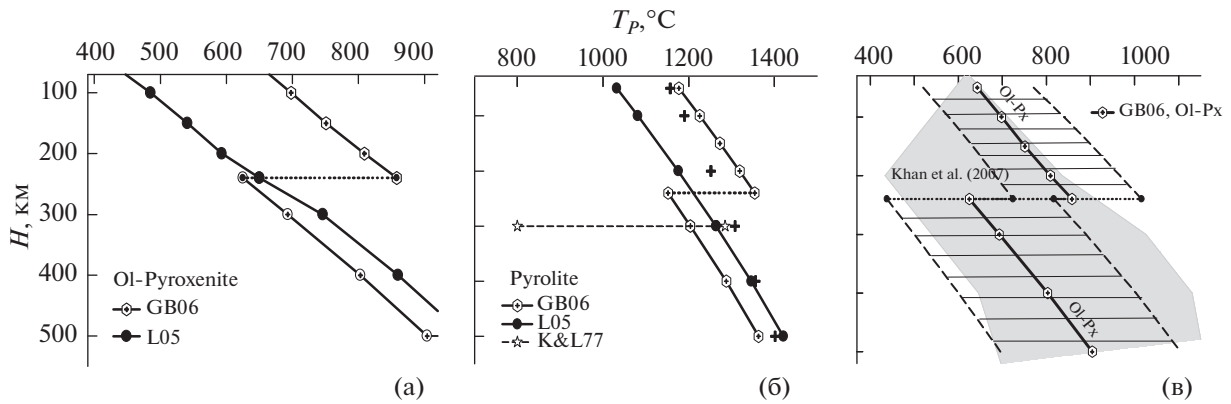 T_P, °C
400 500 600 700 800 900
H, км
100
200
300
400
500
Ol-Pyroxenite
GB06
L05
(а)
800 1000 1200 1400
Pyrolite
GB06
L05
K&L77
(б)
400 600 800 1000
Ol-Px
GB06, Ol-Px
Khan et al. (2007)
Ol-Px
(в)